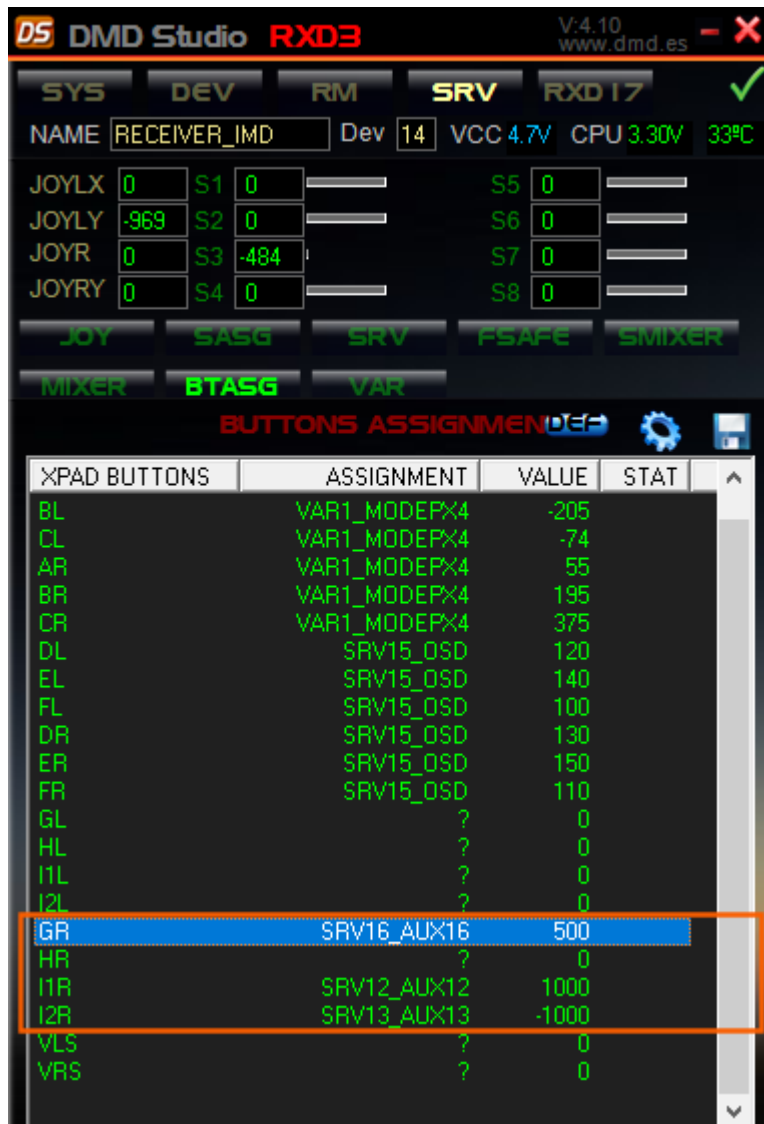 DS DMD Studio RXD3 V:4.10
www.dmd.es
SYS DEV RM SRV RXD17
NAME RECEIVER_IMD Dev 14 VCC 4.7V CPU 3.30V 33ºC
JOYLX 0 S1 0 S5 0
JOYLY -969 S2 0 S6 0
JOYR 0 S3 -484 S7 0
JOYRY 0 S4 0 S8 0
JOY SASG SRV FSAFE SMIXER
MIXER BTASG VAR
BUTTONS ASSIGNMEN DEF
XPAD BUTTONS ASSIGNMENT VALUE STAT
BL VAR1_MODEPX4 -205
CL VAR1_MODEPX4 -74
AR VAR1_MODEPX4 55
BR VAR1_MODEPX4 195
CR VAR1_MODEPX4 375
DL SRV15_OSD 120
EL SRV15_OSD 140
FL SRV15_OSD 100
DR SRV15_OSD 130
ER SRV15_OSD 150
FR SRV15_OSD 110
GL ? 0
HL ? 0
I1L ? 0
I2L ? 0
GR SRV16_AUX16 500
HR ? 0
I1R SRV12_AUX12 1000
I2R SRV13_AUX13 -1000
VLS ? 0
VRS ? 0